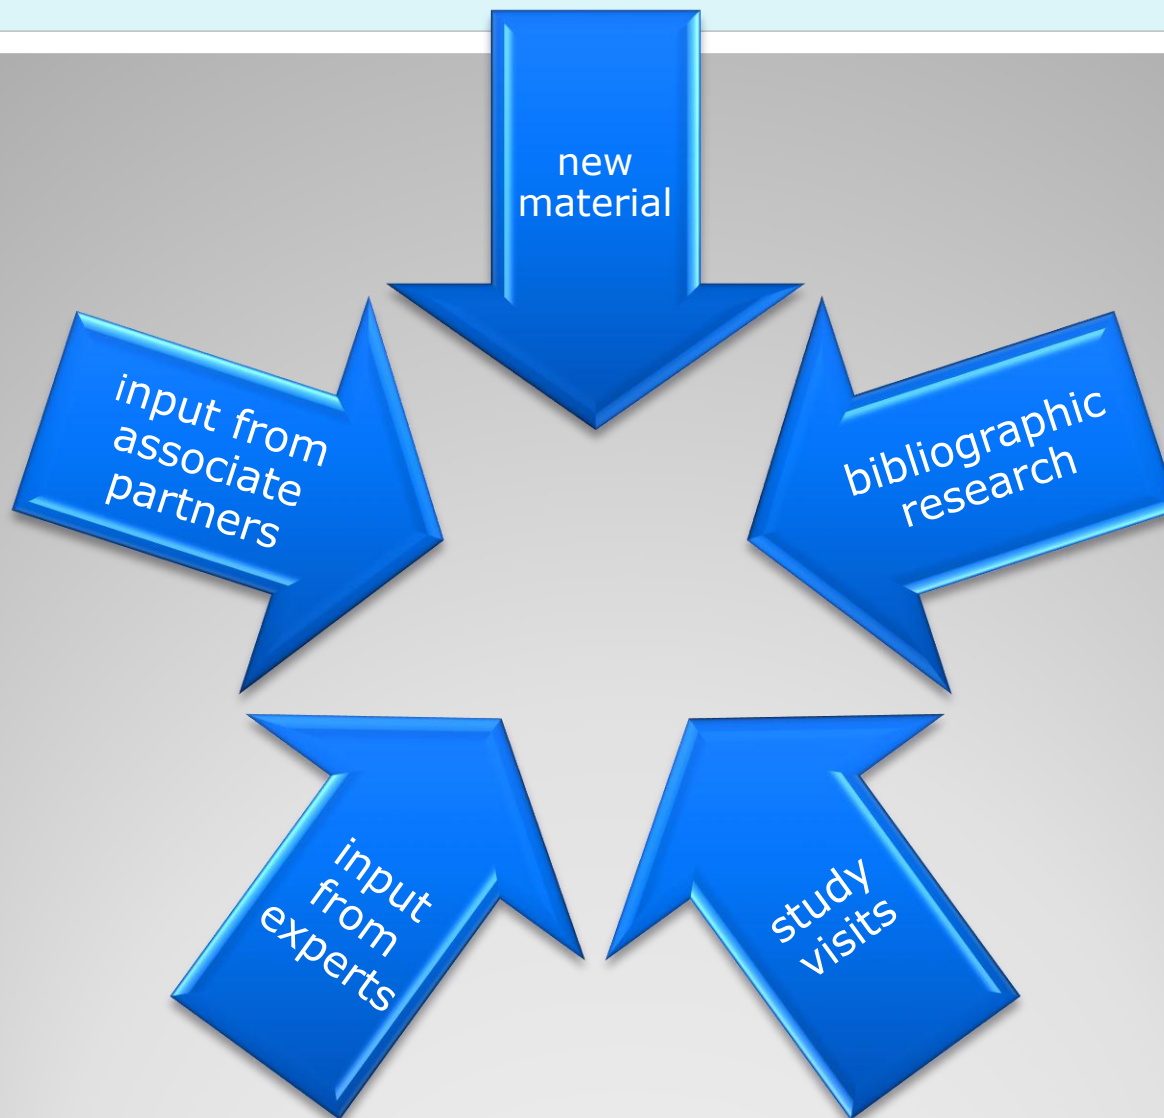 new
material
input from
associate
partners
bibliographic
research
input
from
experts
study
visits